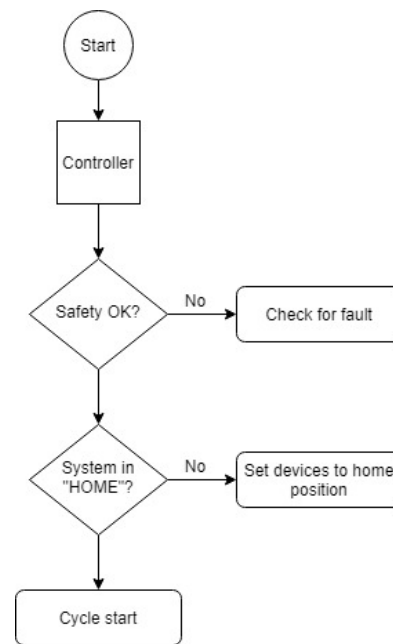 Start
Controller
Safety OK?
No
Check for fault
System in
"HOME"?
No
Set devices to home
position
Cycle start